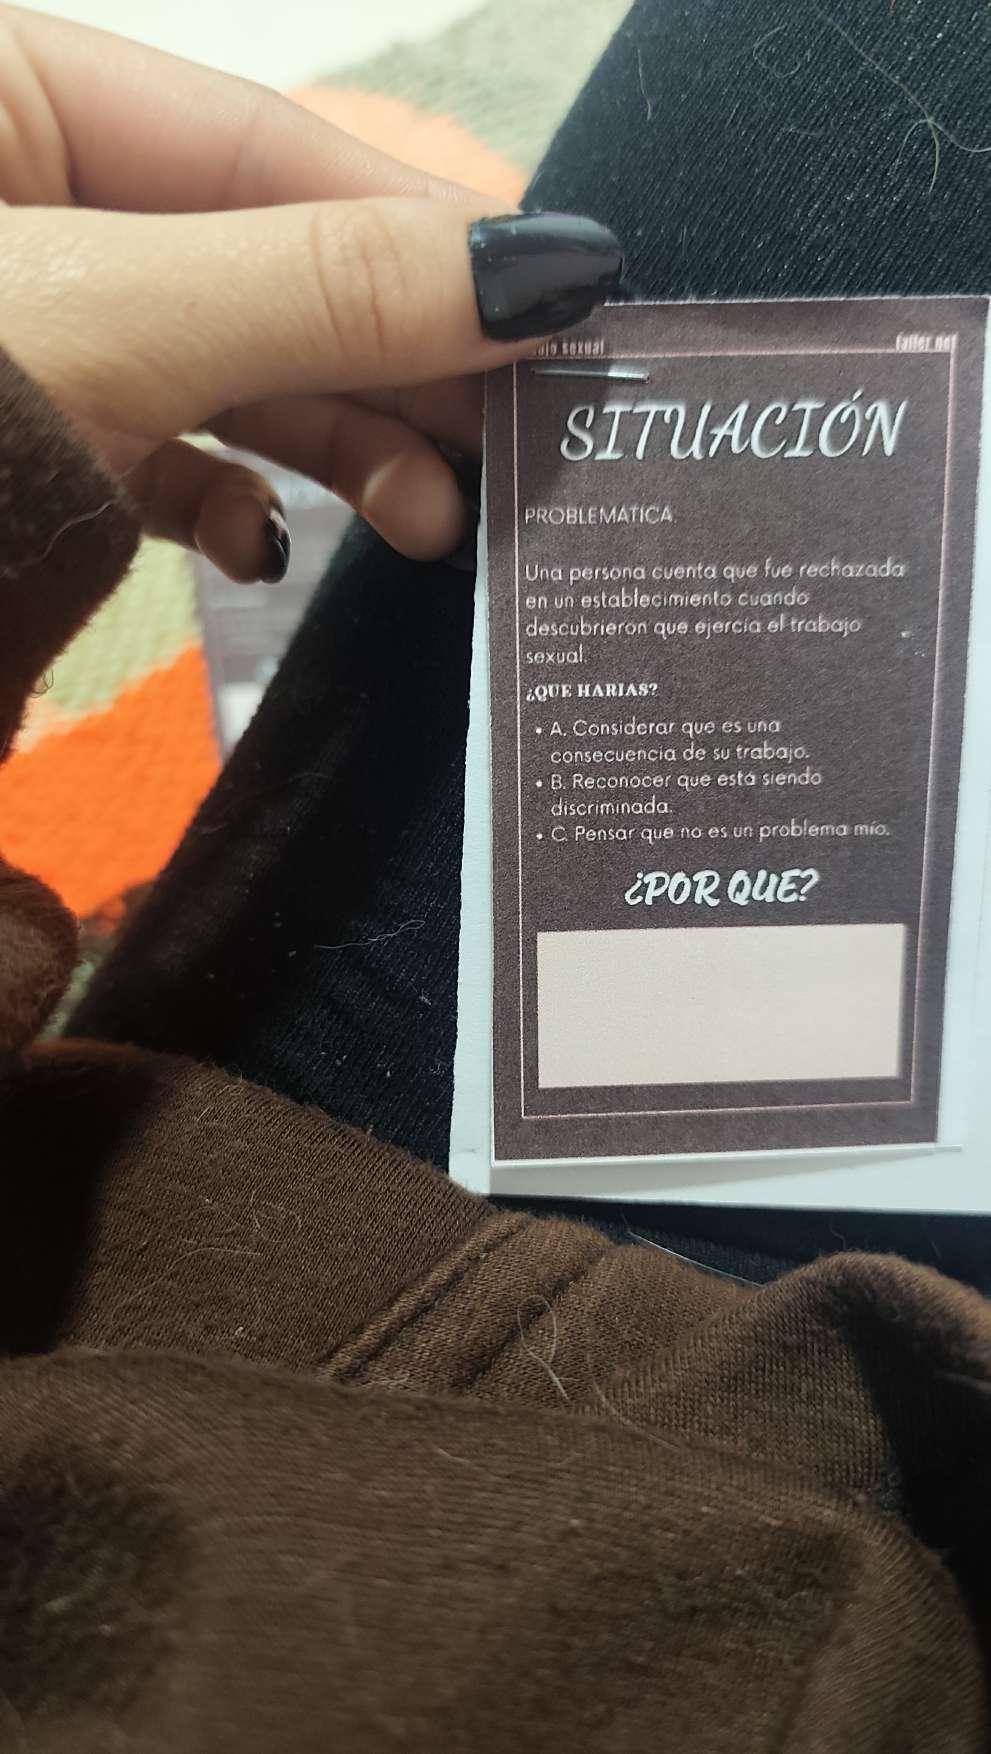 sexual
taller
SITUACIÓN
PROBLEMATICA.
Una persona cuenta que fue rechazada
en un establecimiento cuando
descubrieron que ejercía el trabajo
sexual.
¿QUE HARIAS?
• A. Considerar que es una
consecuencia de su trabajo.
• B. Reconocer que está siendo
discriminada.
• C. Pensar que no es un problema mío.
¿POR QUE?